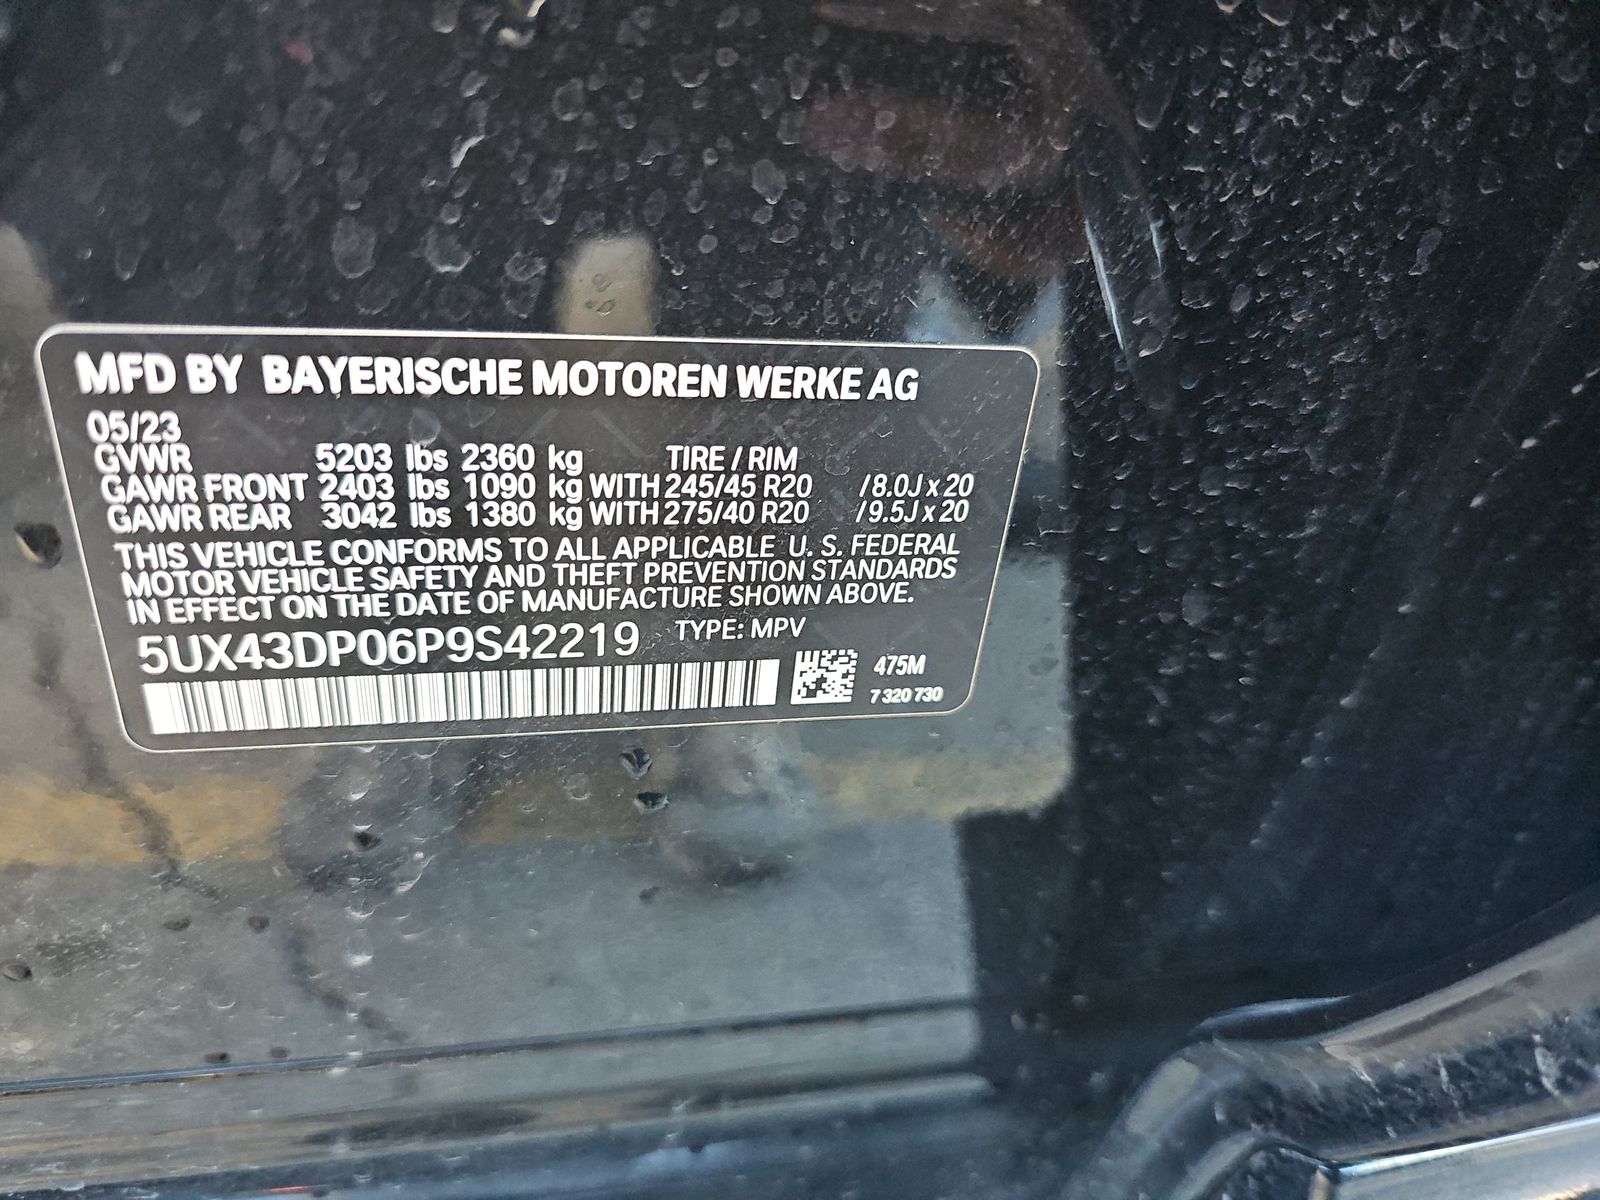 MFD BY BAYERISCHE MOTOREN WERKE AG
05/23
GVWR 5203 lbs 2360 kg TIRE / RIM
GAWR FRONT 2403 lbs 1090 kg WITH 245/45 R20 /8.0J x 20
GAWR REAR 3042 lbs 1380 kg WITH 275/40 R20 /9.5J x 20
THIS VEHICLE CONFORMS TO ALL APPLICABLE U. S. FEDERAL
MOTOR VEHICLE SAFETY AND THEFT PREVENTION STANDARDS
IN EFFECT ON THE DATE OF MANUFACTURE SHOWN ABOVE.
5UX43DP06P9S42219 TYPE: MPV
475M
7 320 730